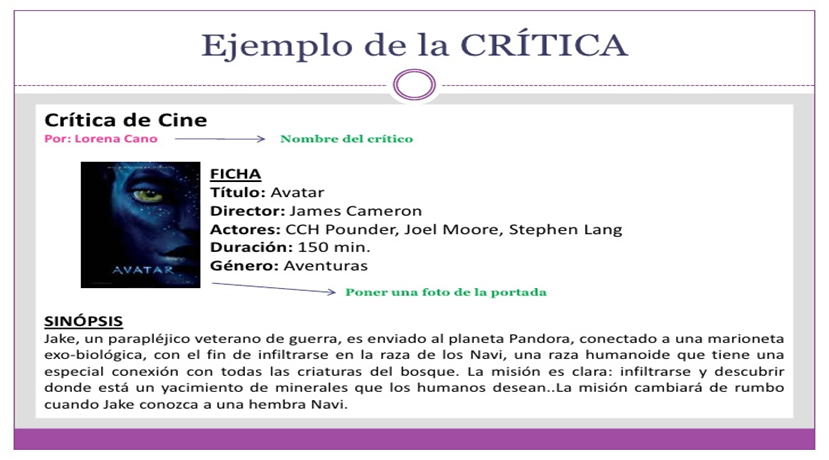 Ejemplo de la CRÍTICA
Crítica de Cine
Por: Lorena Cano
Nombre del crítico
FICHA
Título: Avatar
Director: James Cameron
Actores: CCH Pounder, Joel Moore, Stephen Lang
Duración: 150 min.
Género: Aventuras
AVATAR
Poner una foto de la portada
SINÓPSIS
Jake, un parapléjico veterano de guerra, es enviado al planeta Pandora, conectado a una marioneta
exo-biológica, con el fin de infiltrarse en la raza de los Navi, una raza humanoide que tiene una
especial conexión con todas las criaturas del bosque. La misión es clara: infiltrarse y descubrir
donde está un yacimiento de minerales que los humanos desean..La misión cambiará de rumbo
cuando Jake conozca a una hembra Navi.